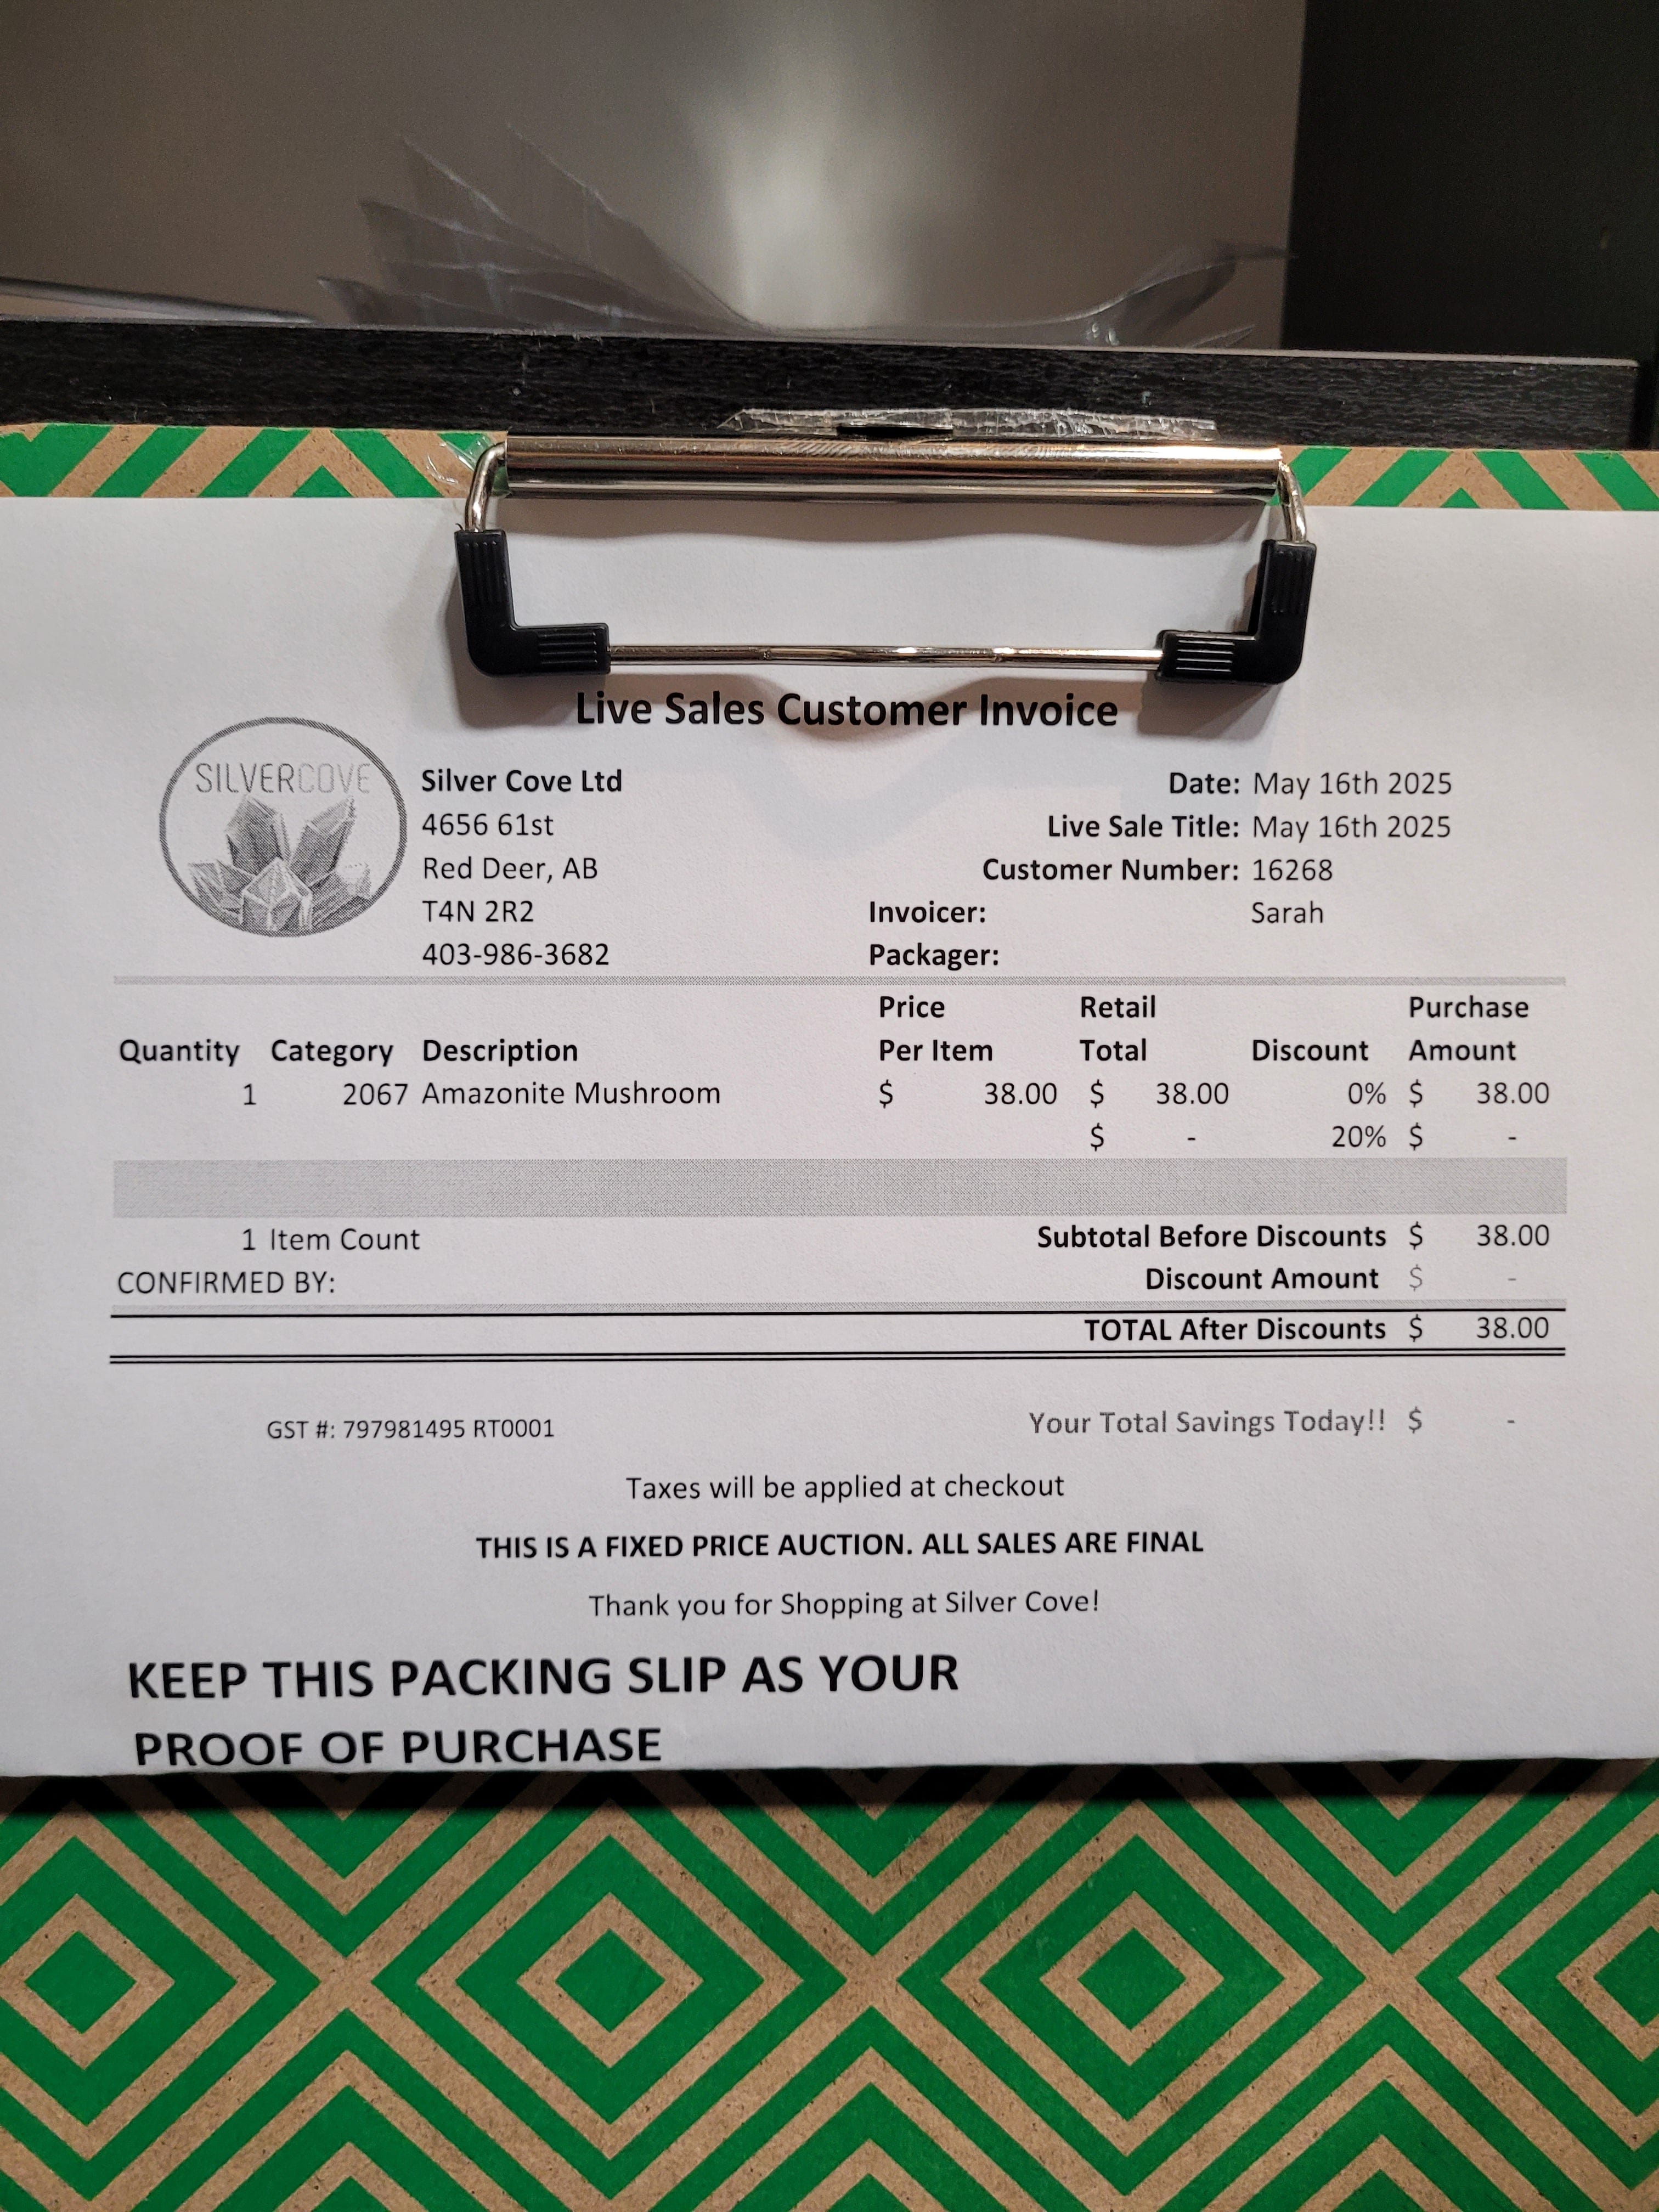 Live Sales Customer Invoice
SILVERCOVE
Silver Cove Ltd
4656 61st
Red Deer, AB
T4N 2R2
403-986-3682
Date: May 16th 2025
Live Sale Title: May 16th 2025
Customer Number: 16268
Invoicer: Sarah
Packager:
Quantity Category Description Price Per Item Retail Total Discount Purchase Amount
1 2067 Amazonite Mushroom $ 38.00 $ 38.00 0% $ 38.00
$ - 20% $ -
1 Item Count Subtotal Before Discounts $ 38.00
CONFIRMED BY: Discount Amount $ -
TOTAL After Discounts $ 38.00
GST #: 797981495 RT0001 Your Total Savings Today!! $ -
Taxes will be applied at checkout
THIS IS A FIXED PRICE AUCTION. ALL SALES ARE FINAL
Thank you for Shopping at Silver Cove!
KEEP THIS PACKING SLIP AS YOUR
PROOF OF PURCHASE